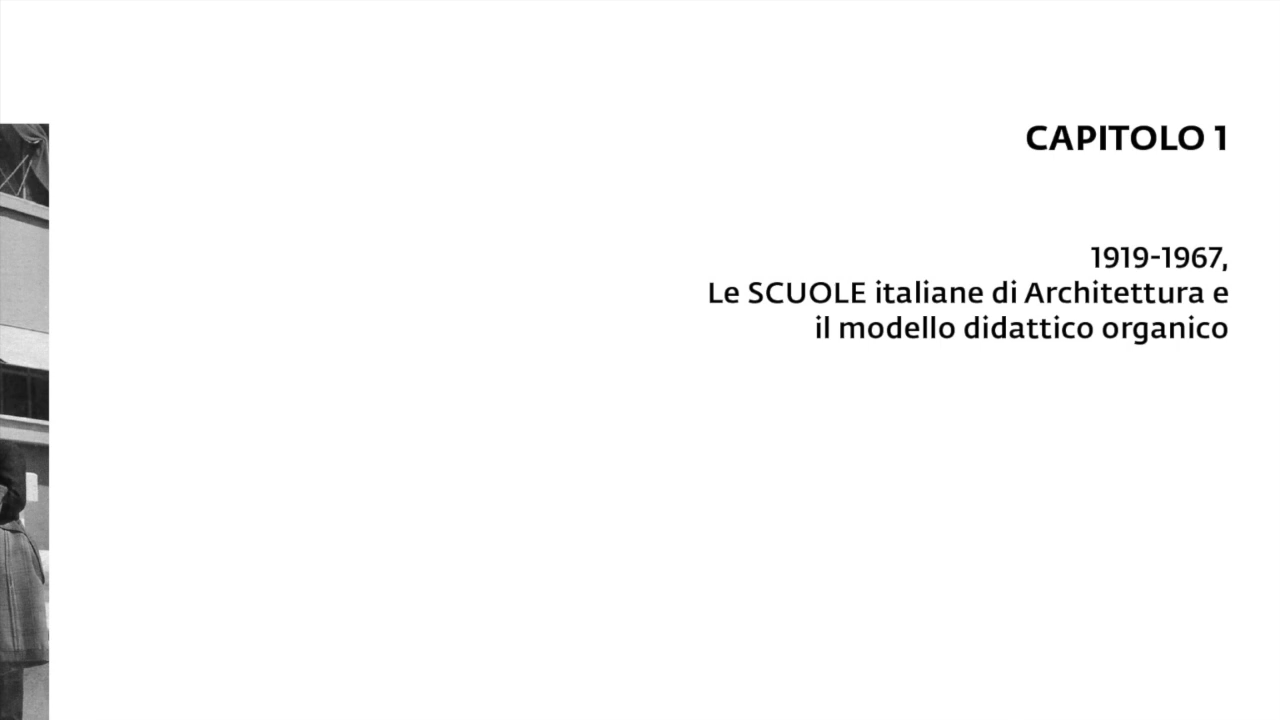 CAPITOLO 1
1919-1967,
Le SCUOLE italiane di Architettura e
il modello didattico organico